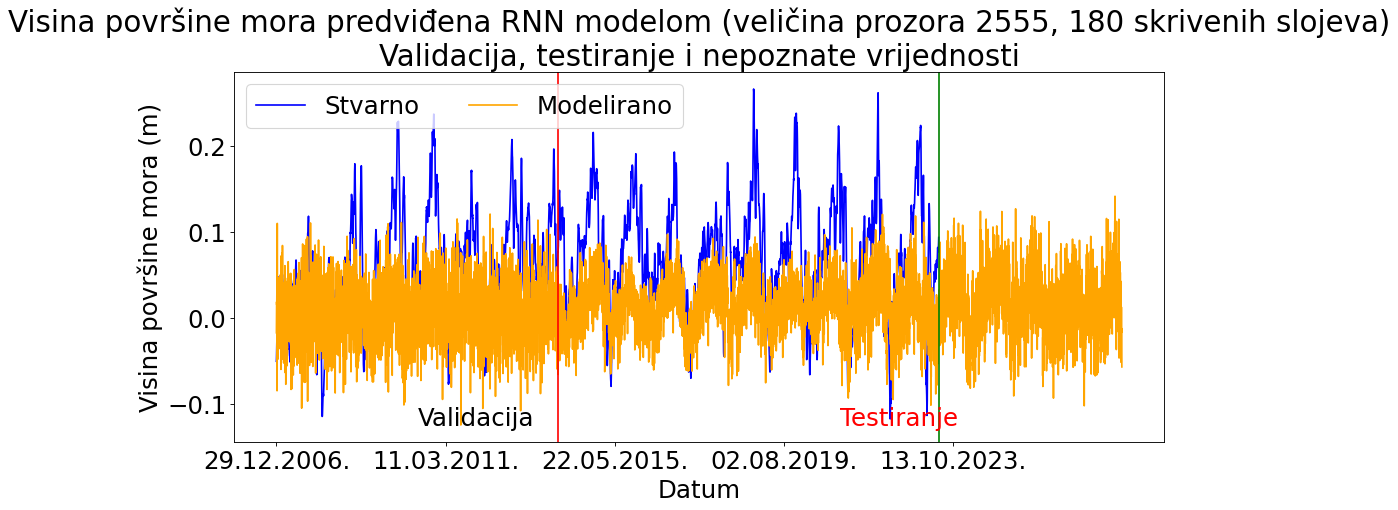 Visina površine mora predviđena RNN modelom (veličina prozora 2555, 180 skrivenih slojeva)
Validacija, testiranje i nepoznate vrijednosti
Stvarno
Modelirano
Visina površine mora (m)
0.2
0.1
0.0
−0.1
Validacija
Testiranje
29.12.2006.
11.03.2011.
22.05.2015.
02.08.2019.
13.10.2023.
Datum